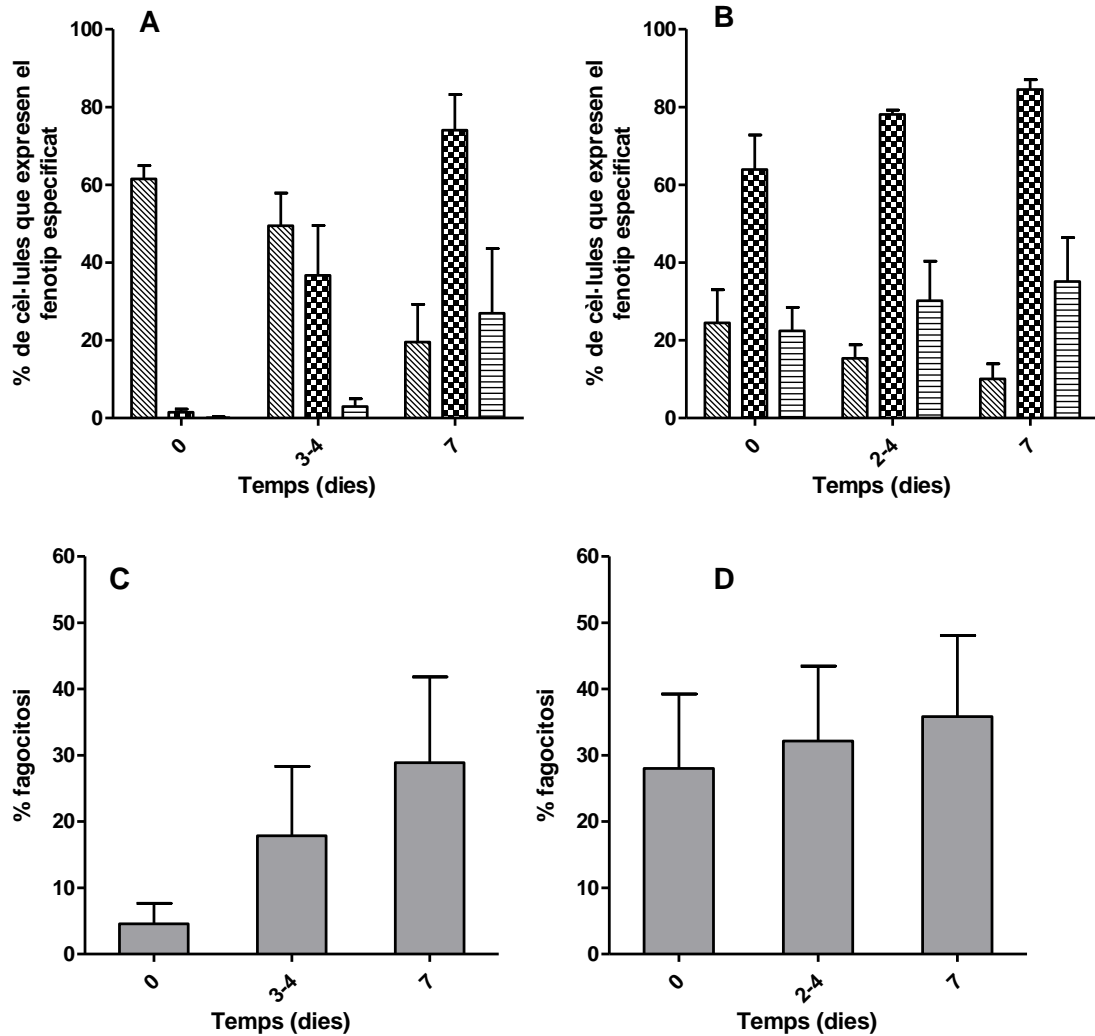 A
% de cèl·lules que expresen el
fenotip especificat
100
80
60
40
20
0
0
3-4
7
Temps (dies)
B
% de cèl·lules que expresen el
fenotip especificat
100
80
60
40
20
0
0
2-4
7
Temps (dies)
C
% fagocitosi
60
50
40
30
20
10
0
0
3-4
7
Temps (dies)
D
% fagocitosi
60
50
40
30
20
10
0
0
2-4
7
Temps (dies)